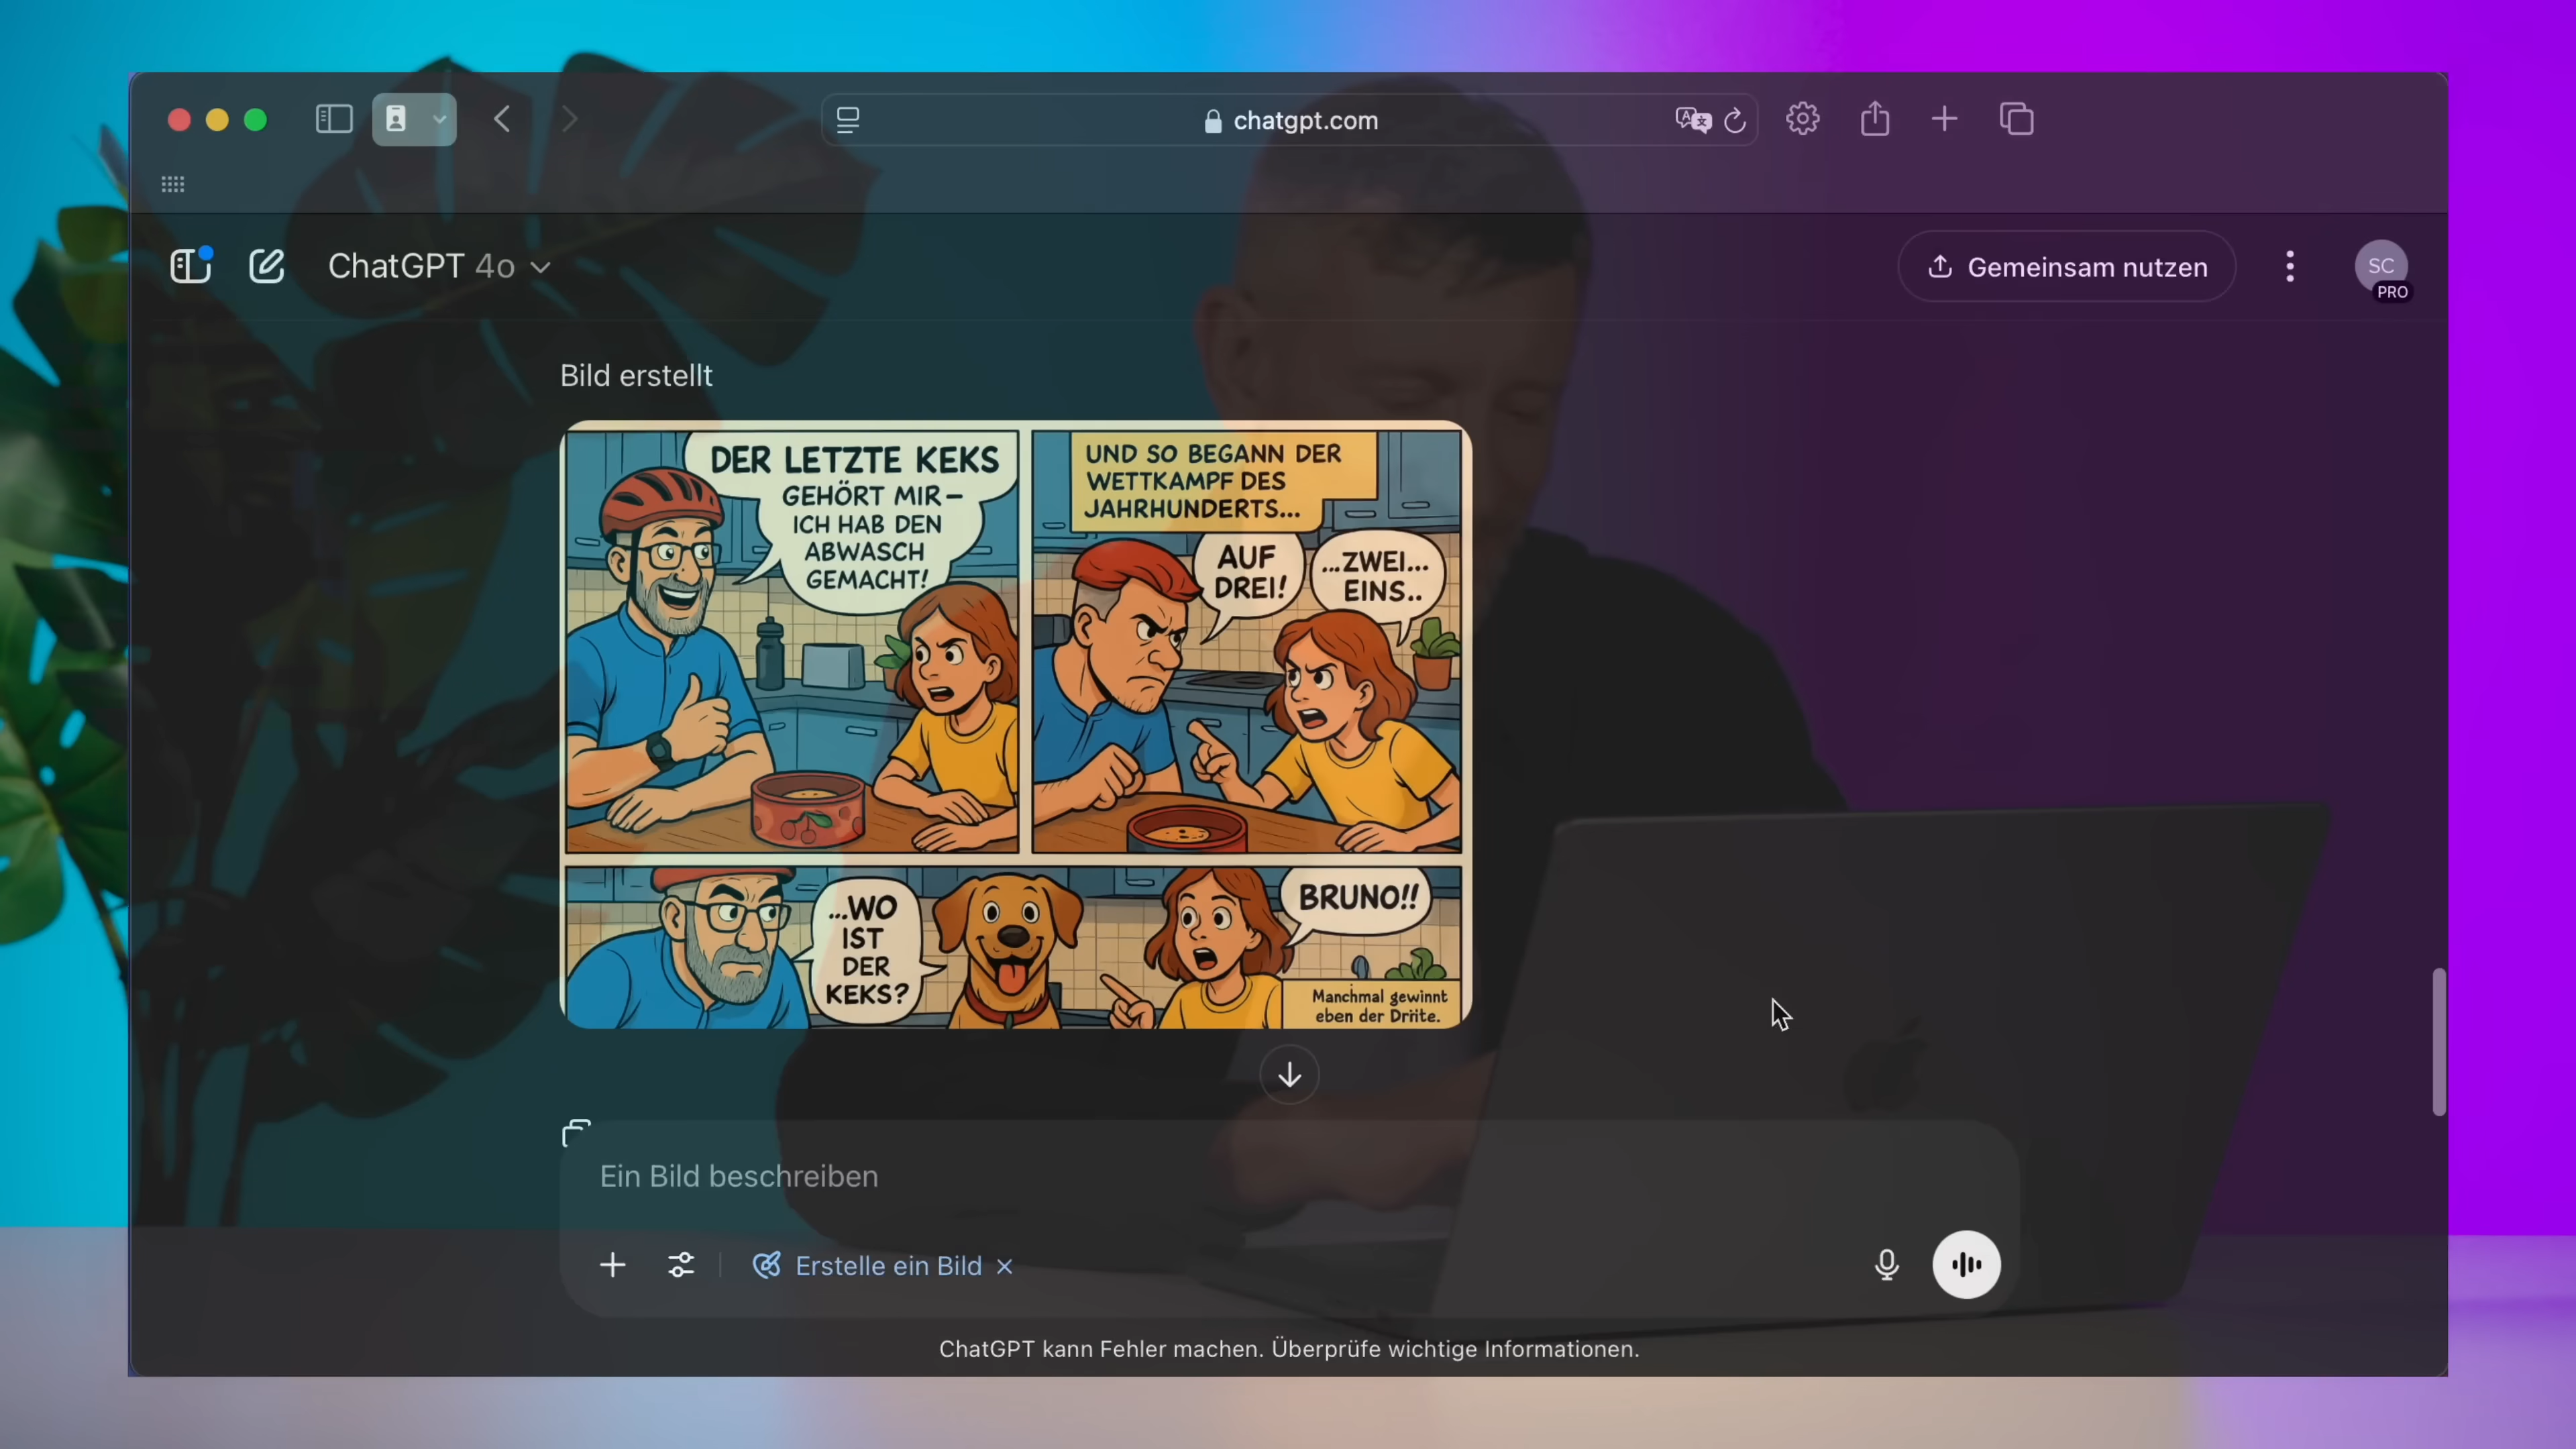 chatgpt.com
ChatGPT 4o
Gemeinsam nutzen
SC
PRO
Bild erstellt
DER LETZTE KEKS
GEHÖRT MIR–
ICH HAB DEN
ABWASCH
GEMACHT!
UND SO BEGANN DER
WETTKAMPF DES
JAHRHUNDERTS...
AUF
DREI!
...ZWEI...
EINS..
...WO
IST
DER
KEKS?
BRUNO!!
Manchmal gewinnt
eben der Driite.
Ein Bild beschreiben
Erstelle ein Bild
ChatGPT kann Fehler machen. Überprüfe wichtige Informationen.